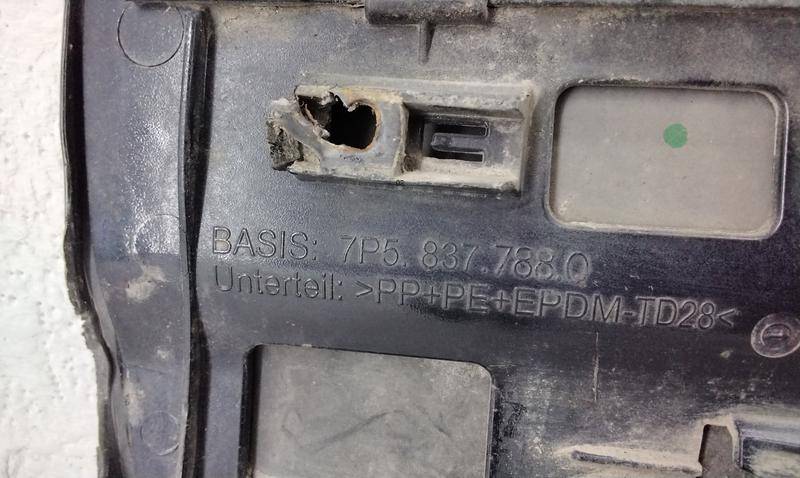 BASIS: 7P5.837.788.Q
Unterteil: >PP+PE+EPDM-TD28<